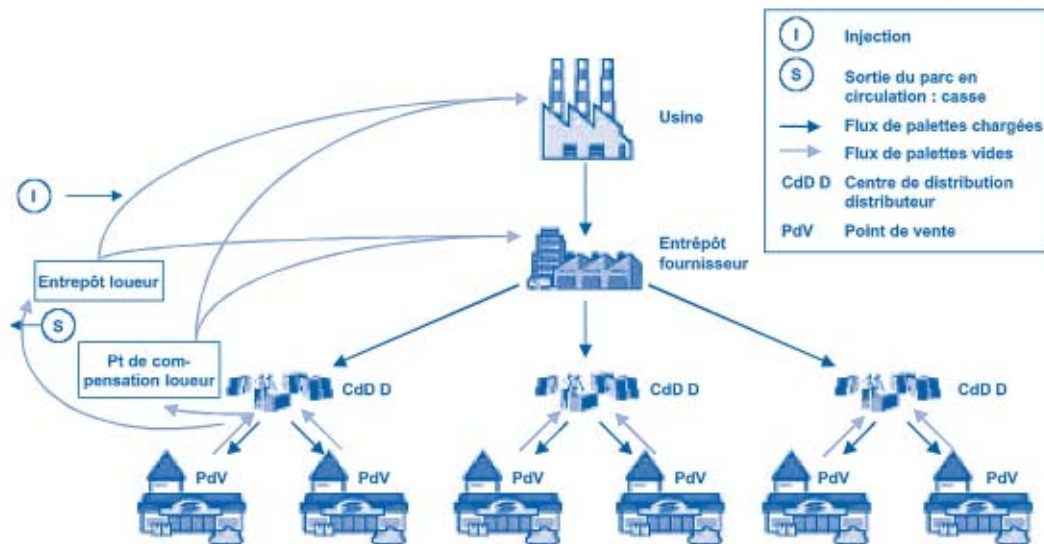 I
Injection
S
Sortie du parc en
circulation : casse
Flux de palettes chargées
Flux de palettes vides
CdD D
Centre de distribution
distributeur
PdV
Point de vente
Usine
I
Entrêpôt
fournisseur
Entrepôt loueur
S
Pt de com-
pensation loueur
CdD D
CdD D
CdD D
PdV
PdV
PdV
PdV
PdV
PdV